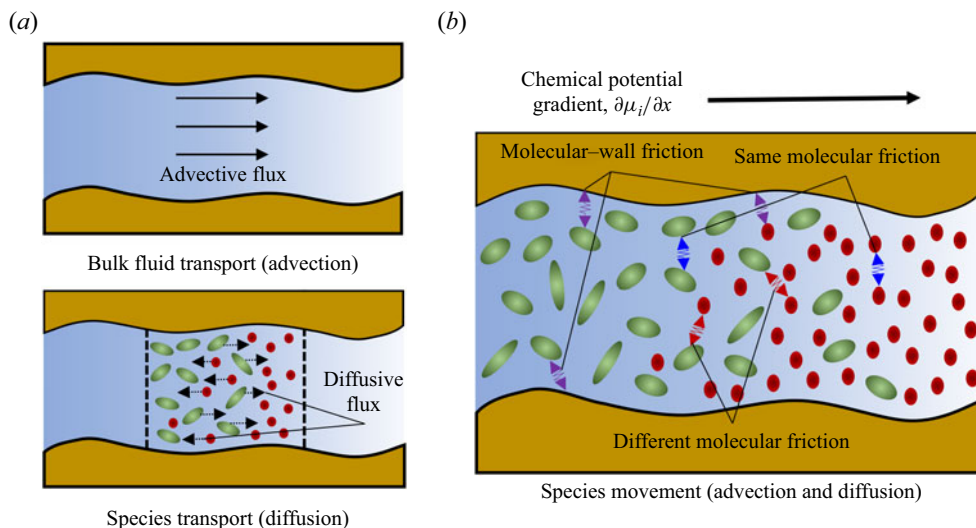 (a)
Advective flux
Bulk fluid transport (advection)
Diffusive
flux
Species transport (diffusion)
(b)
Chemical potential
gradient, ∂μᵢ/∂x
Molecular–wall friction
Same molecular friction
Different molecular friction
Species movement (advection and diffusion)